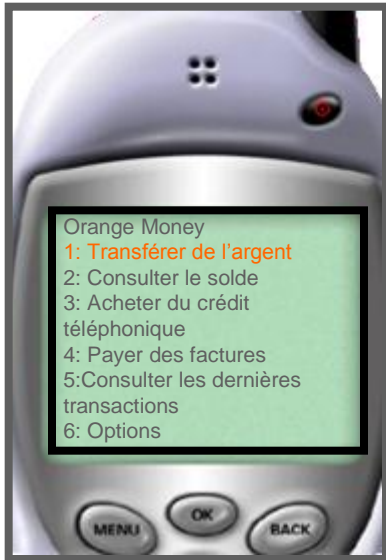 Orange Money
1: Transférer de l’argent
2: Consulter le solde
3: Acheter du crédit
téléphonique
4: Payer des factures
5:Consulter les dernières
transactions
6: Options
MENU
OK
BACK